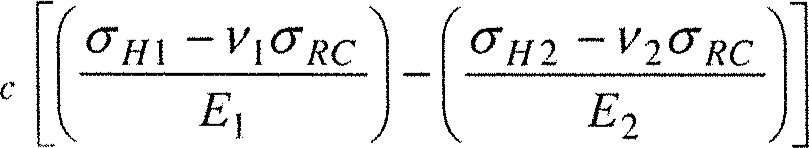 c [ ( (σ_{H1} − ν_1σ_{RC}) / E_1 ) − ( (σ_{H2} − ν_2σ_{RC}) / E_2 ) ]